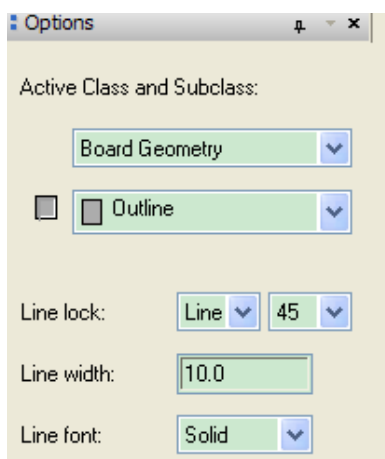 Options
Active Class and Subclass:
Board Geometry
Outline
Line lock: Line 45
Line width: 10.0
Line font: Solid